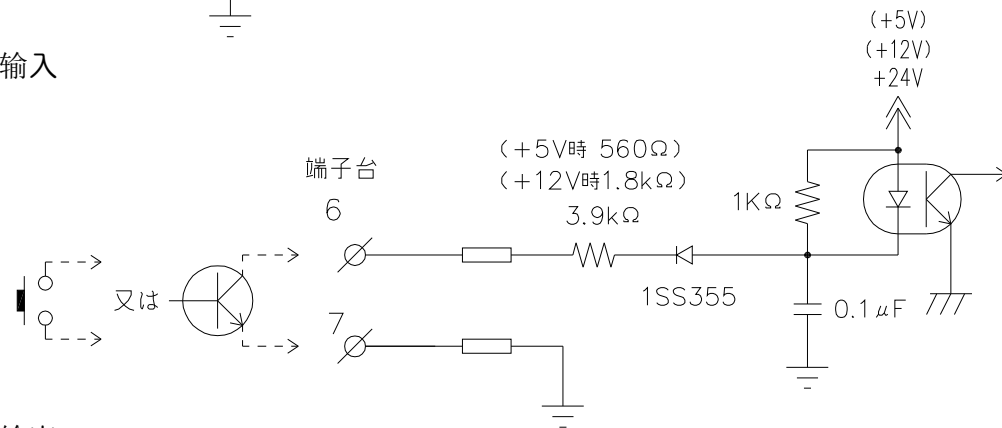 (+5V)
(+12V)
+24V
输入
(+5V時 560Ω)
(+12V時1.8kΩ)
3.9kΩ
端子台
6
1KΩ
又は
1SS355
7
0.1μF